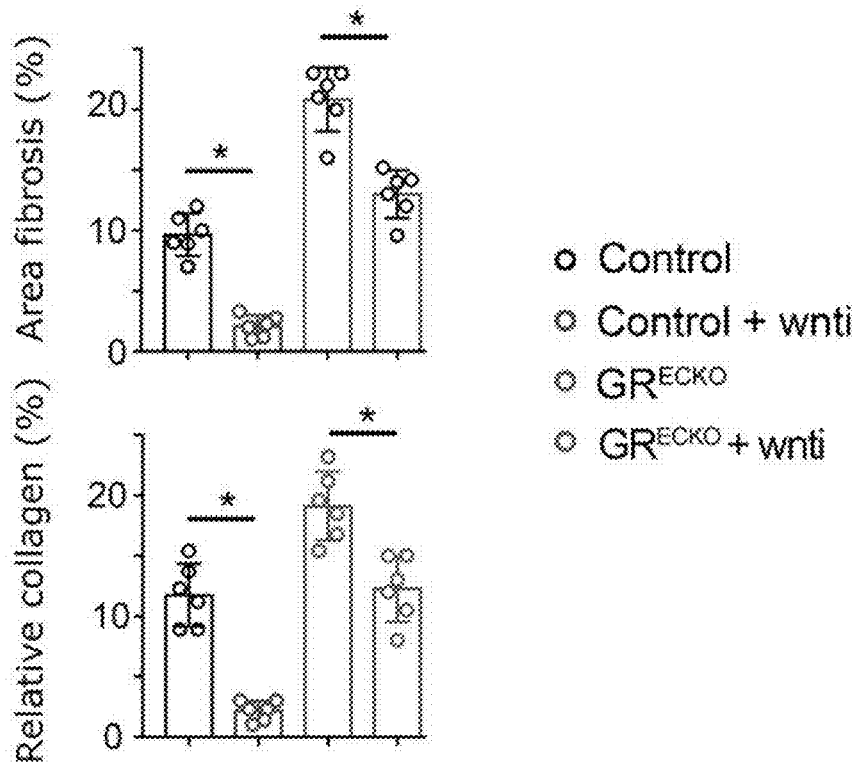 Area fibrosis (%)
20
10
0
*
*
Relative collagen (%)
20
10
0
*
*
Control
Control + wnti
GR^ECKO
GR^ECKO + wnti